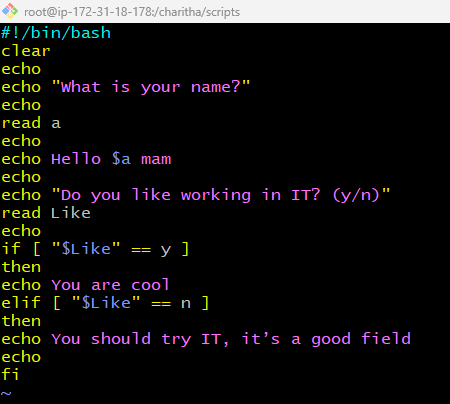 root@ip-172-31-18-178:/charitha/scripts
#!/bin/bash
clear
echo
echo "What is your name?"
echo
read a
echo
echo Hello $a mam
echo
echo "Do you like working in IT? (y/n)"
read Like
echo
if [ "$Like" == y ]
then
echo You are cool
elif [ "$Like" == n ]
then
echo You should try IT, it’s a good field
echo
fi
~